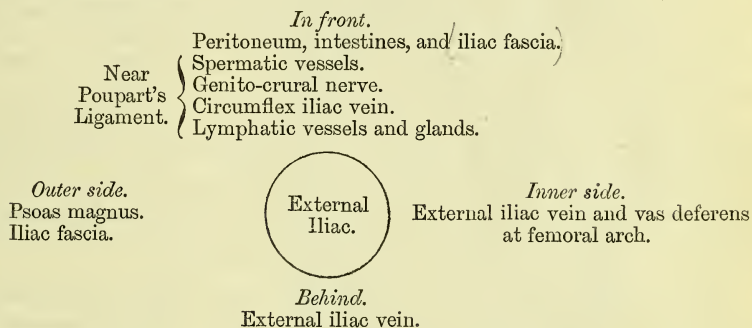 In front.
Peritoneum, intestines, and iliac fascia.
Near
Poupart's
Ligament.
Spermatic vessels.
Genito-crural nerve.
Circumflex iliac vein.
Lymphatic vessels and glands.
Outer side.
Psoas magnus.
Iliac fascia.
External
Iliac.
Inner side.
External iliac vein and vas deferens
at femoral arch.
Behind.
External iliac vein.